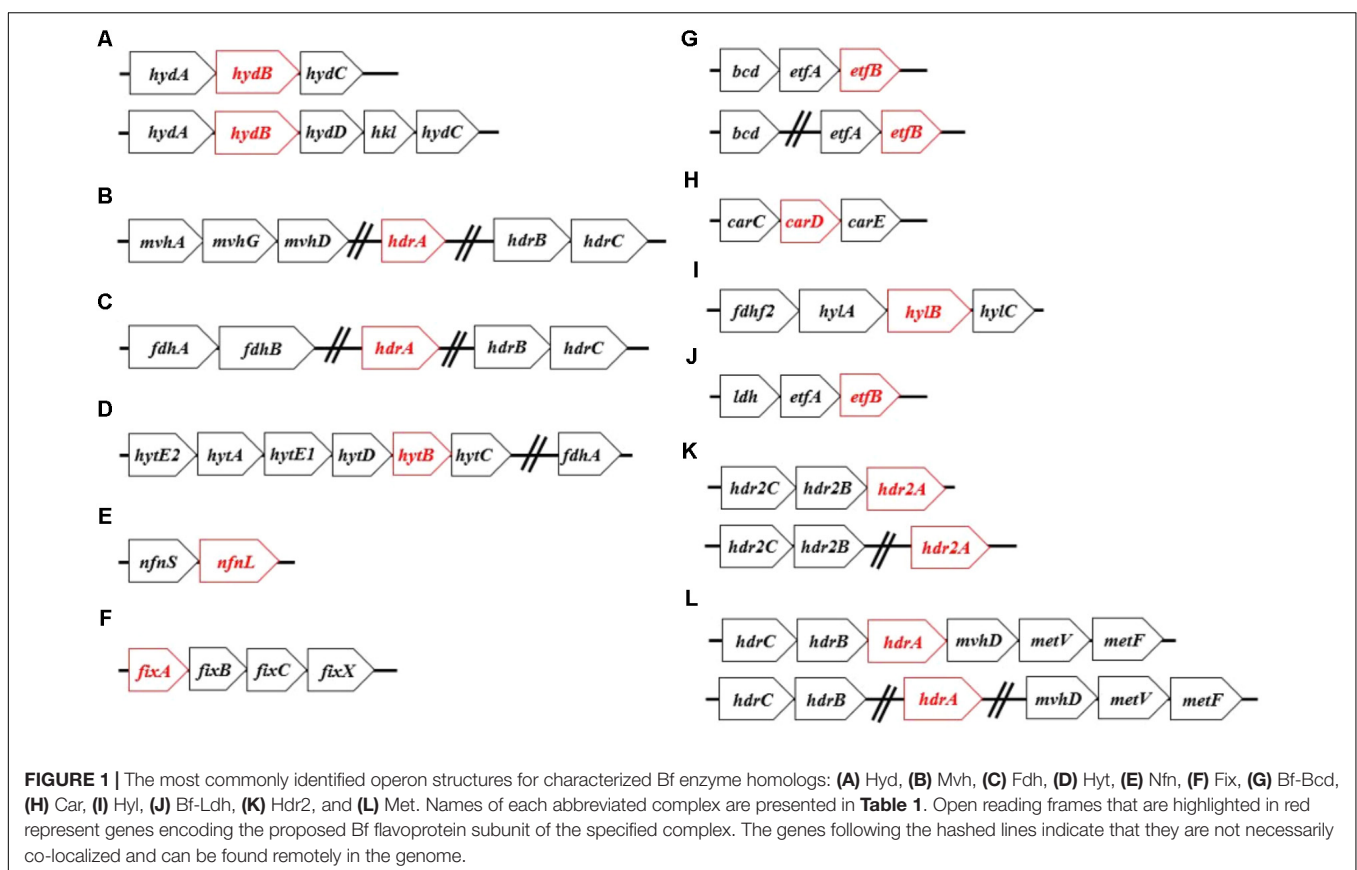 A
hydA hydB hydC
hydA hydB hydD hkl hydC
B
mvhA mvhG mvhD hdrA hdrB hdrC
C
fdhA fdhB hdrA hdrB hdrC
D
hytE2 hytA hytE1 hytD hytB hytC fdhA
E
nfnS nfnL
F
fixA fixB fixC fixX
G
bcd etfA etfB
bcd etfA etfB
H
carC carD carE
I
fdhf2 hylA hylB hylC
J
ldh etfA etfB
K
hdr2C hdr2B hdr2A
hdr2C hdr2B hdr2A
L
hdrC hdrB hdrA mvhD metV metF
hdrC hdrB hdrA mvhD metV metF
FIGURE 1 | The most commonly identified operon structures for characterized Bf enzyme homologs: (A) Hyd, (B) Mvh, (C) Fdh, (D) Hyt, (E) Nfn, (F) Fix, (G) Bf-Bcd,
(H) Car, (I) Hyl, (J) Bf-Ldh, (K) Hdr2, and (L) Met. Names of each abbreviated complex are presented in Table 1. Open reading frames that are highlighted in red
represent genes encoding the proposed Bf flavoprotein subunit of the specified complex. The genes following the hashed lines indicate that they are not necessarily
co-localized and can be found remotely in the genome.